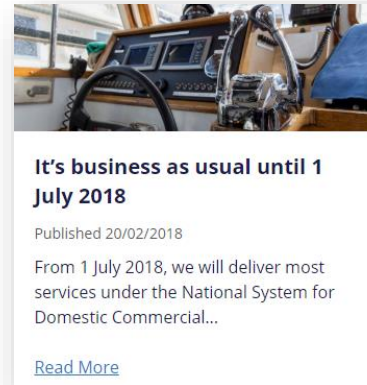 It’s business as usual until 1
July 2018
Published 20/02/2018
From 1 July 2018, we will deliver most
services under the National System for
Domestic Commercial...
Read More